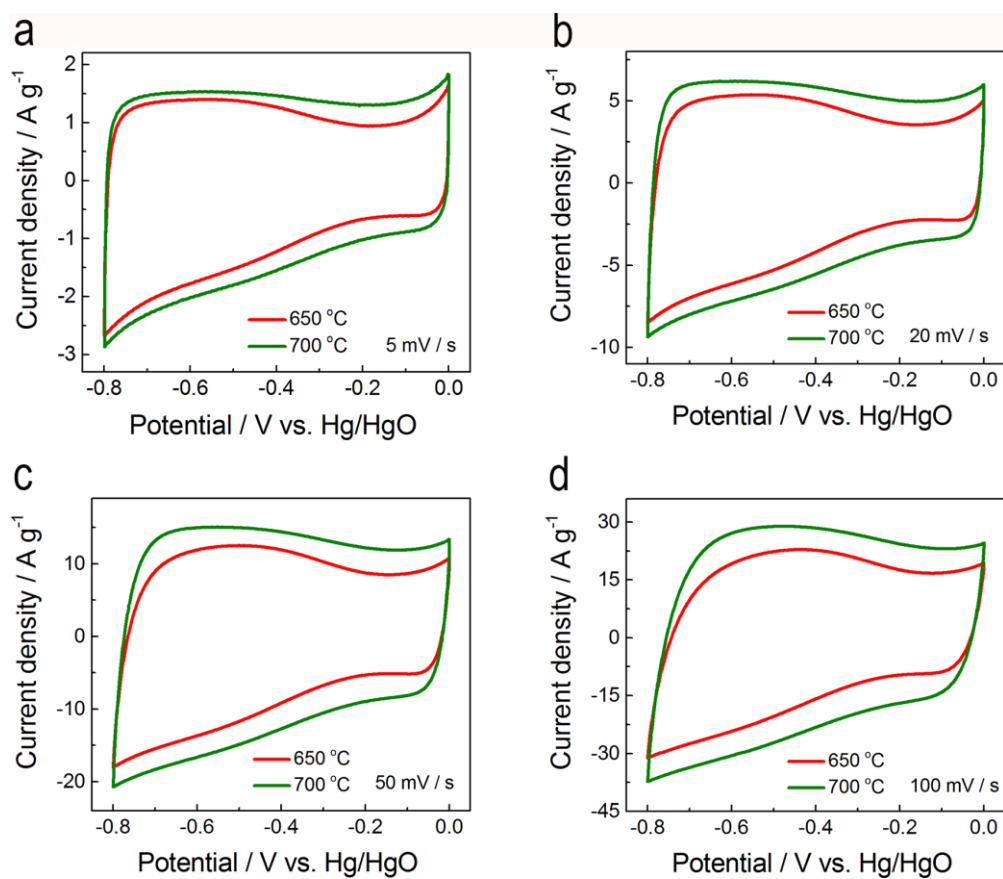 a
2
1
0
-1
-2
-3
Current density / A g⁻¹
650 °C
700 °C
5 mV / s
-0.8 -0.6 -0.4 -0.2 0.0
Potential / V vs. Hg/HgO
b
10
5
0
-5
-10
Current density / A g⁻¹
650 °C
700 °C
20 mV / s
-0.8 -0.6 -0.4 -0.2 0.0
Potential / V vs. Hg/HgO
c
10
0
-10
-20
Current density / A g⁻¹
650 °C
700 °C
50 mV / s
-0.8 -0.6 -0.4 -0.2 0.0
Potential / V vs. Hg/HgO
d
30
15
0
-15
-30
-45
Current density / A g⁻¹
650 °C
700 °C
100 mV / s
-0.8 -0.6 -0.4 -0.2 0.0
Potential / V vs. Hg/HgO